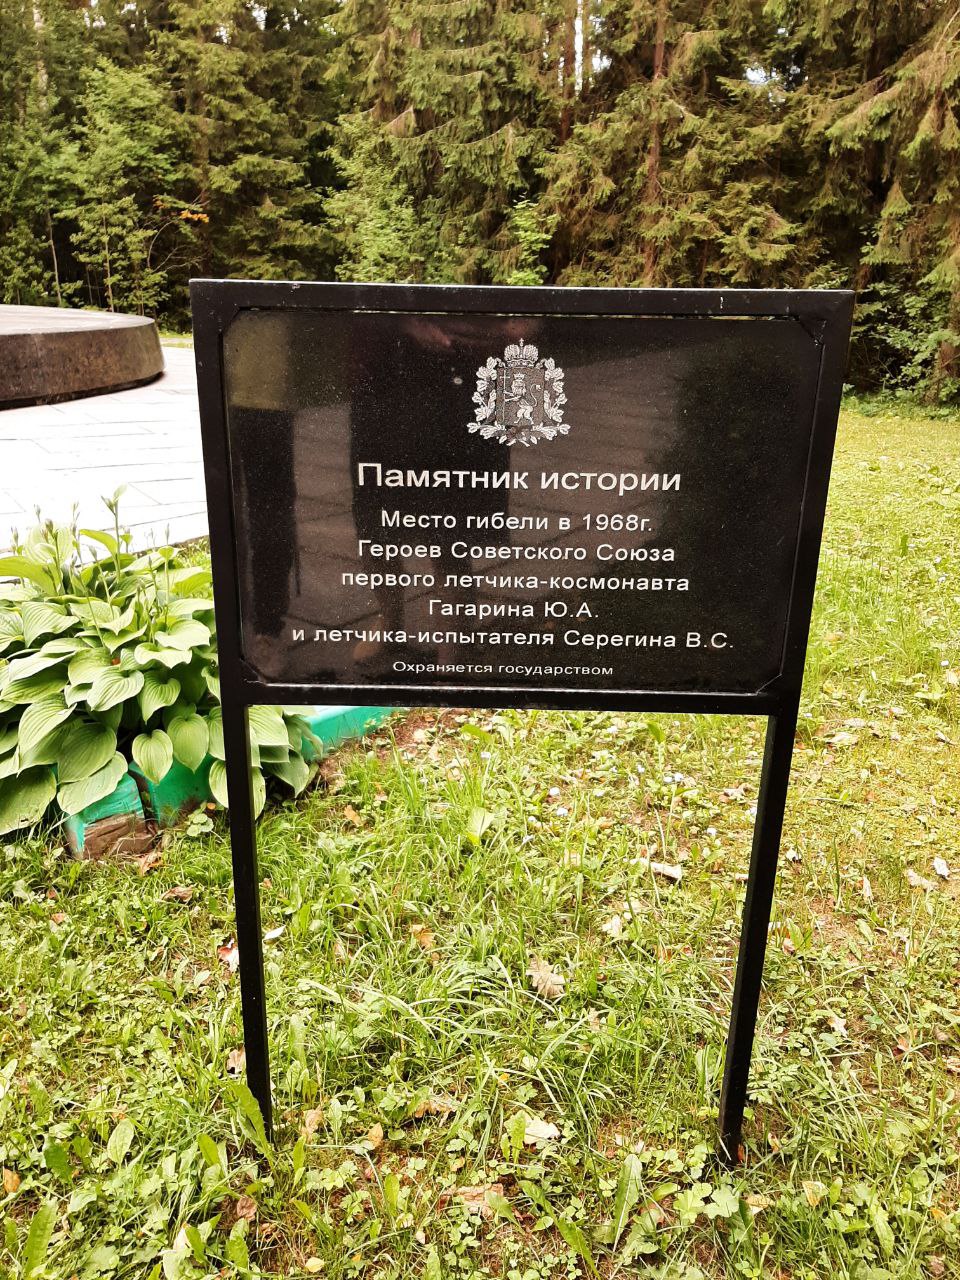 Памятник истории
Место гибели в 1968г.
Героев Советского Союза
первого летчика-космонавта
Гагарина Ю.А.
и летчика-испытателя Серегина В.С.
Охраняется государством